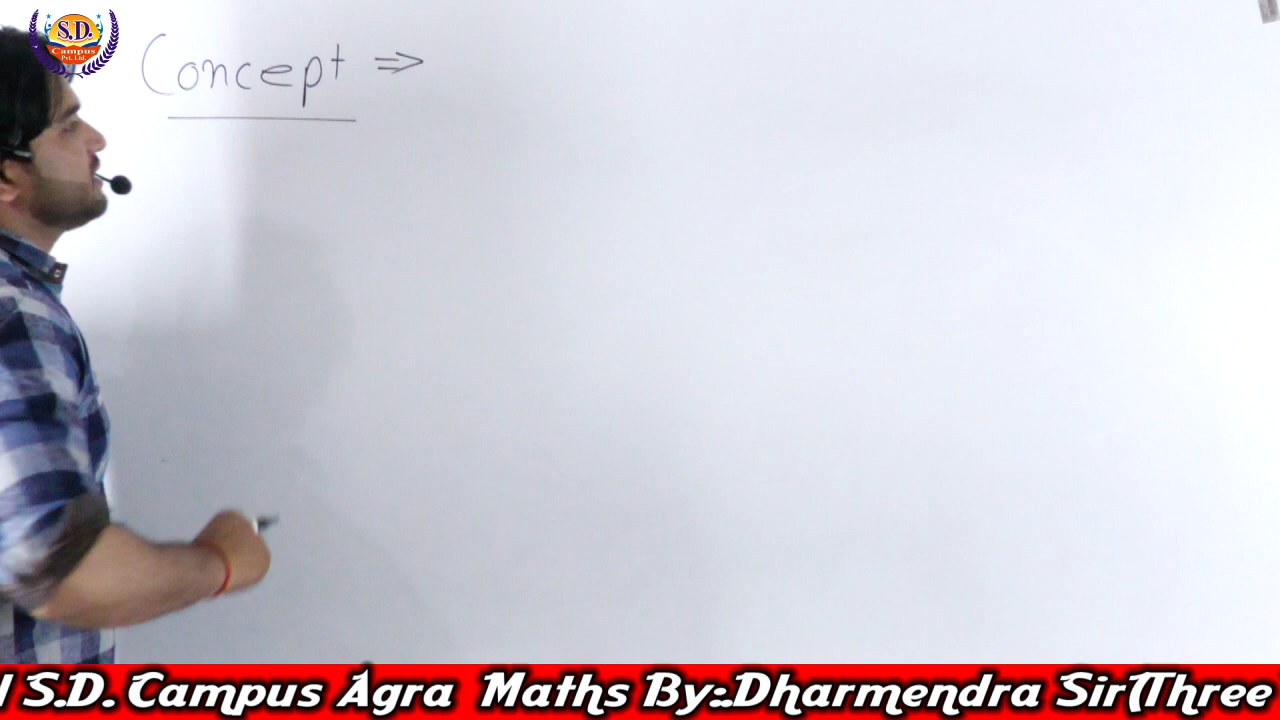 S.D.
Campus
Pvt. Ltd.
Concept ⇒
S.D. Campus Agra Maths By:.Dharmendra Sir(Three